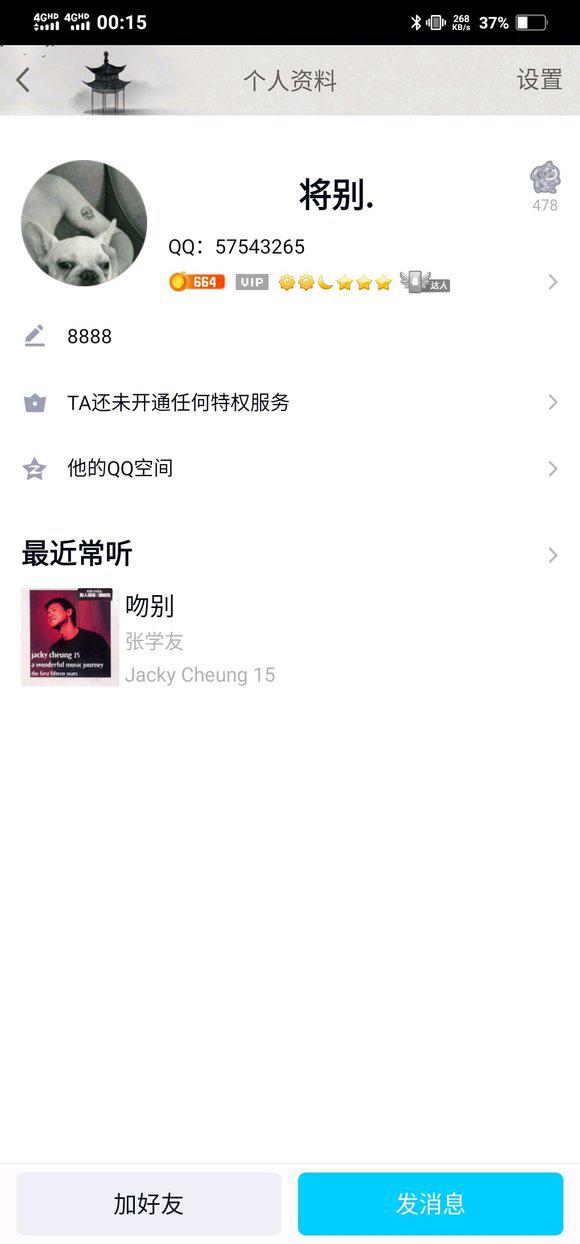 4GHD 4GHD 00:15 268 KB/s 37%
个人资料 设置
将别.
478
QQ：57543265
664 VIP 达人
8888
TA还未开通任何特权服务
他的QQ空间
最近常听
吻别
张学友
Jacky Cheung 15
jacky cheung 15
a wonderful music journey
the first fifteen years
加好友 发消息